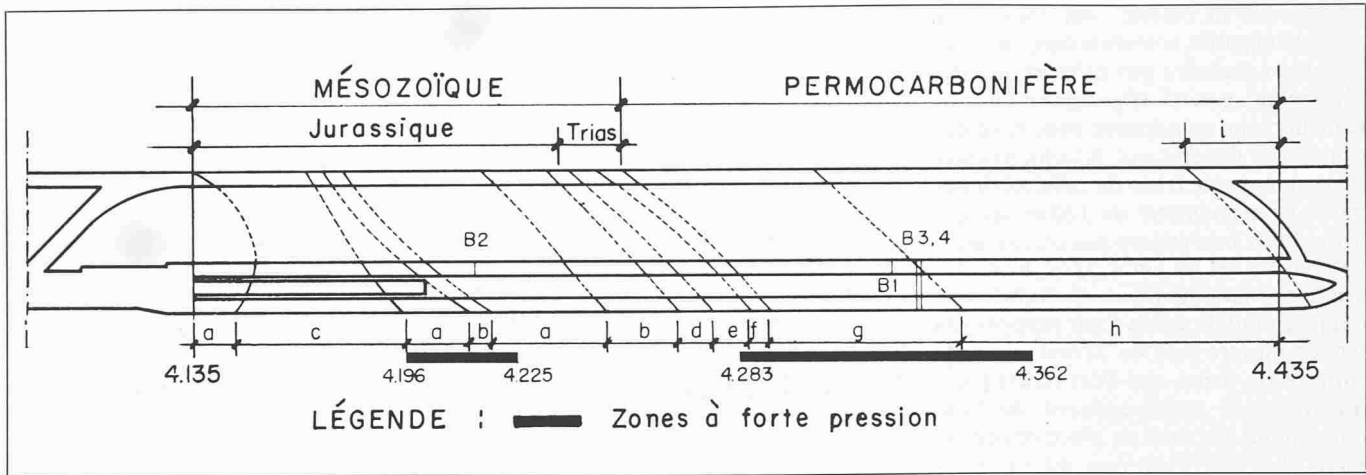 MÉSOZOÏQUE PERMOCARBONIFÈRE
Jurassique Trias i
B2 B3,4
B1
a c a b a b d e f g h
4.135 4.196 4.225 4.283 4.362 4.435
LÉGENDE : Zones à forte pression